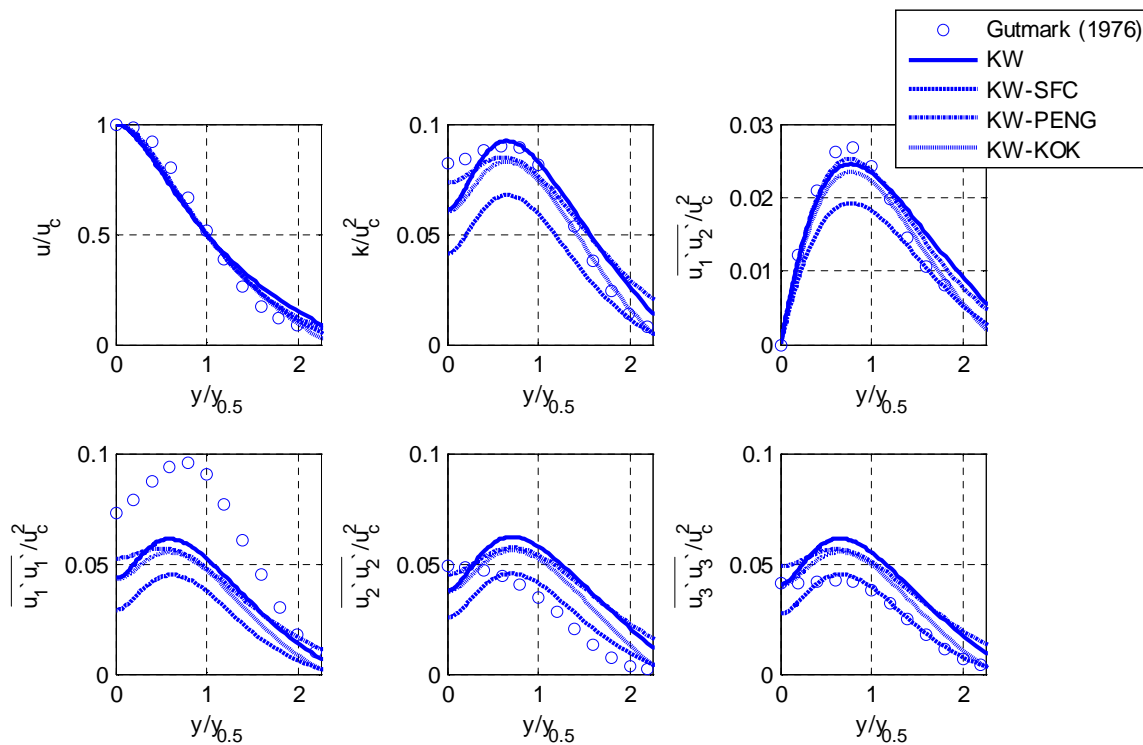 Gutmark (1976)
KW
KW-SFC
KW-PENG
KW-KOK
1
0.5
0
0 1 2
u/u_c
y/y_0.5
0.1
0.05
0
0 1 2
k/u_c^2
y/y_0.5
0.03
0.02
0.01
0
0 1 2
u_1` u_2`/u_c^2
y/y_0.5
0.1
0.05
0
0 1 2
u_1` u_1`/u_c^2
y/y_0.5
0.1
0.05
0
0 1 2
u_2` u_2`/u_c^2
y/y_0.5
0.1
0.05
0
0 1 2
u_3` u_3`/u_c^2
y/y_0.5